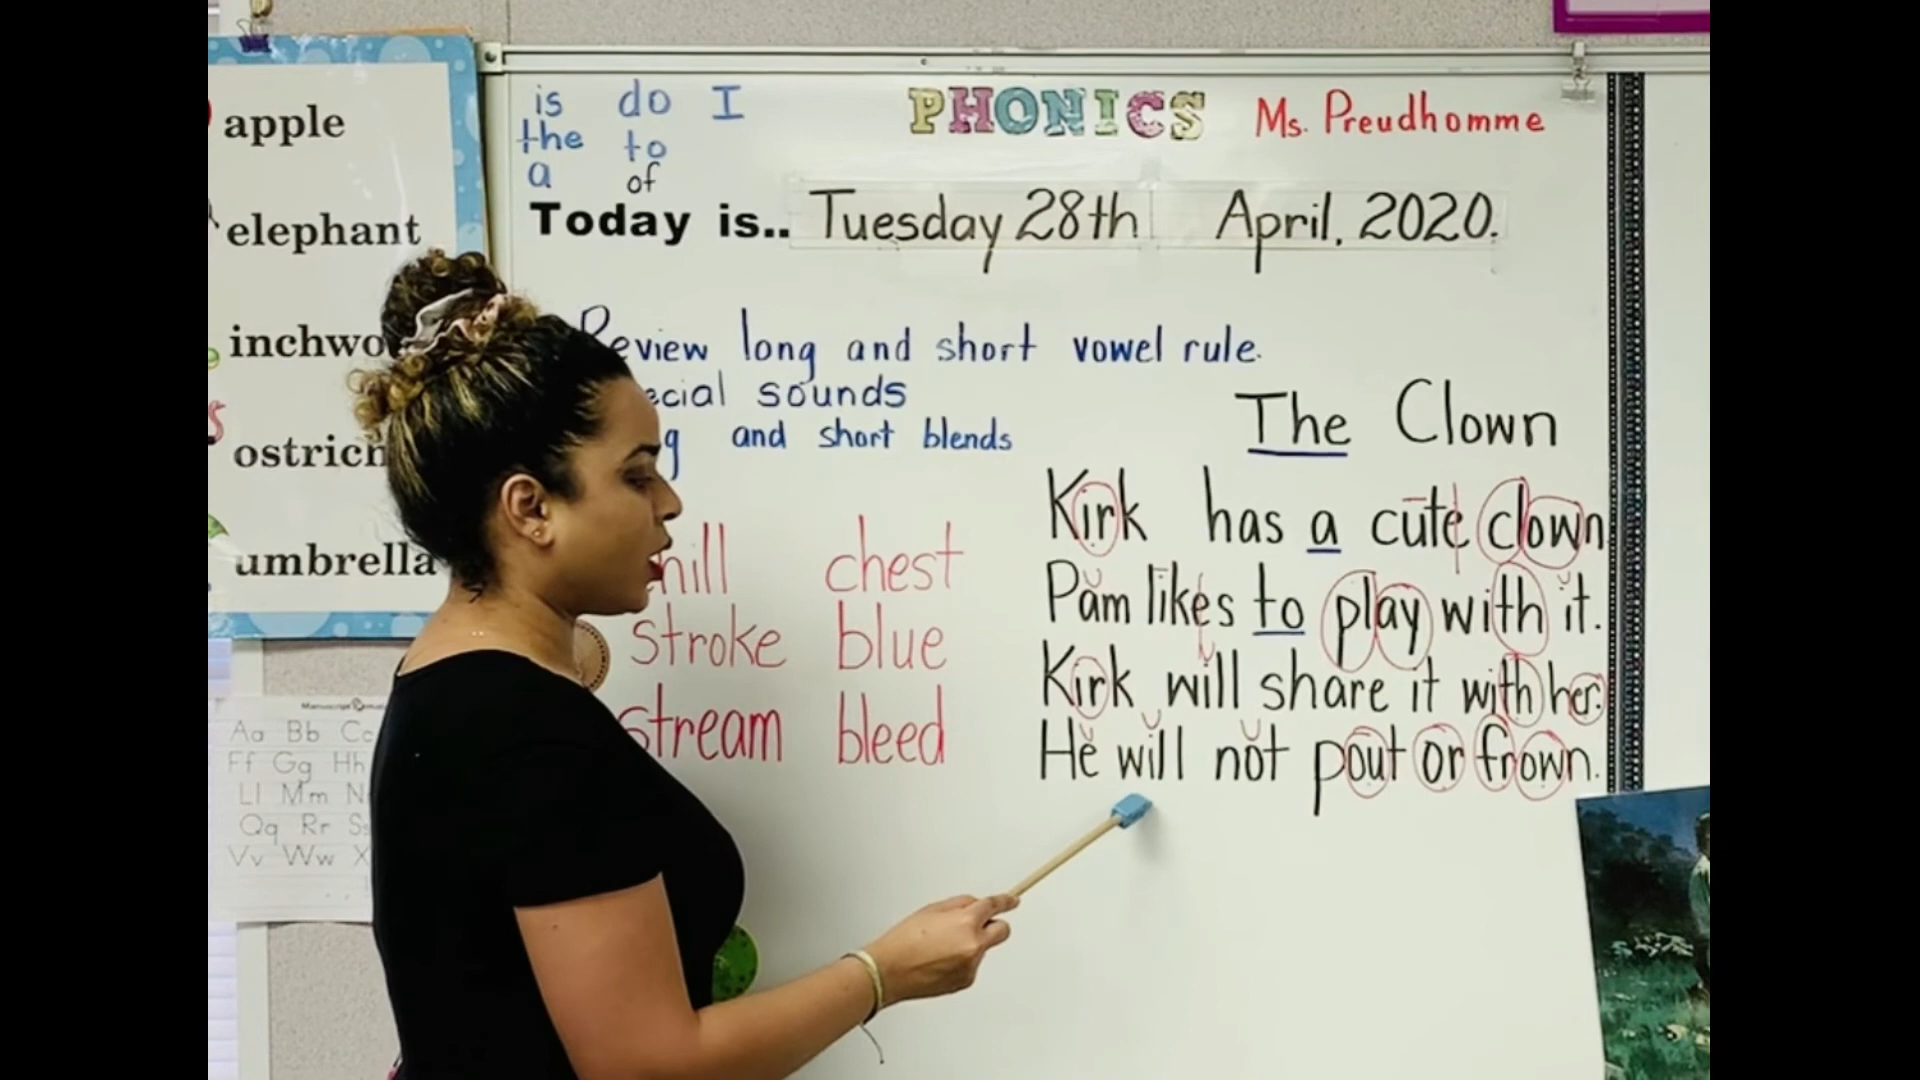 apple
elephant
ostrich
umbrella
Aa Bb Cc
Ff Gg Hh
Ll Mm
Qq Rr Ss
Vv Ww X
is do I
the to
a of
PHONICS Ms. Preudhomme
Today is.. Tuesday 28th April, 2020.
Review long and short vowel rule.
sounds
and short blends
chest
stroke blue
stream bleed
The Clown
Kirk has a cute clown
Pam likes to play with it.
Kirk will share it with her.
He will not pout or frown.